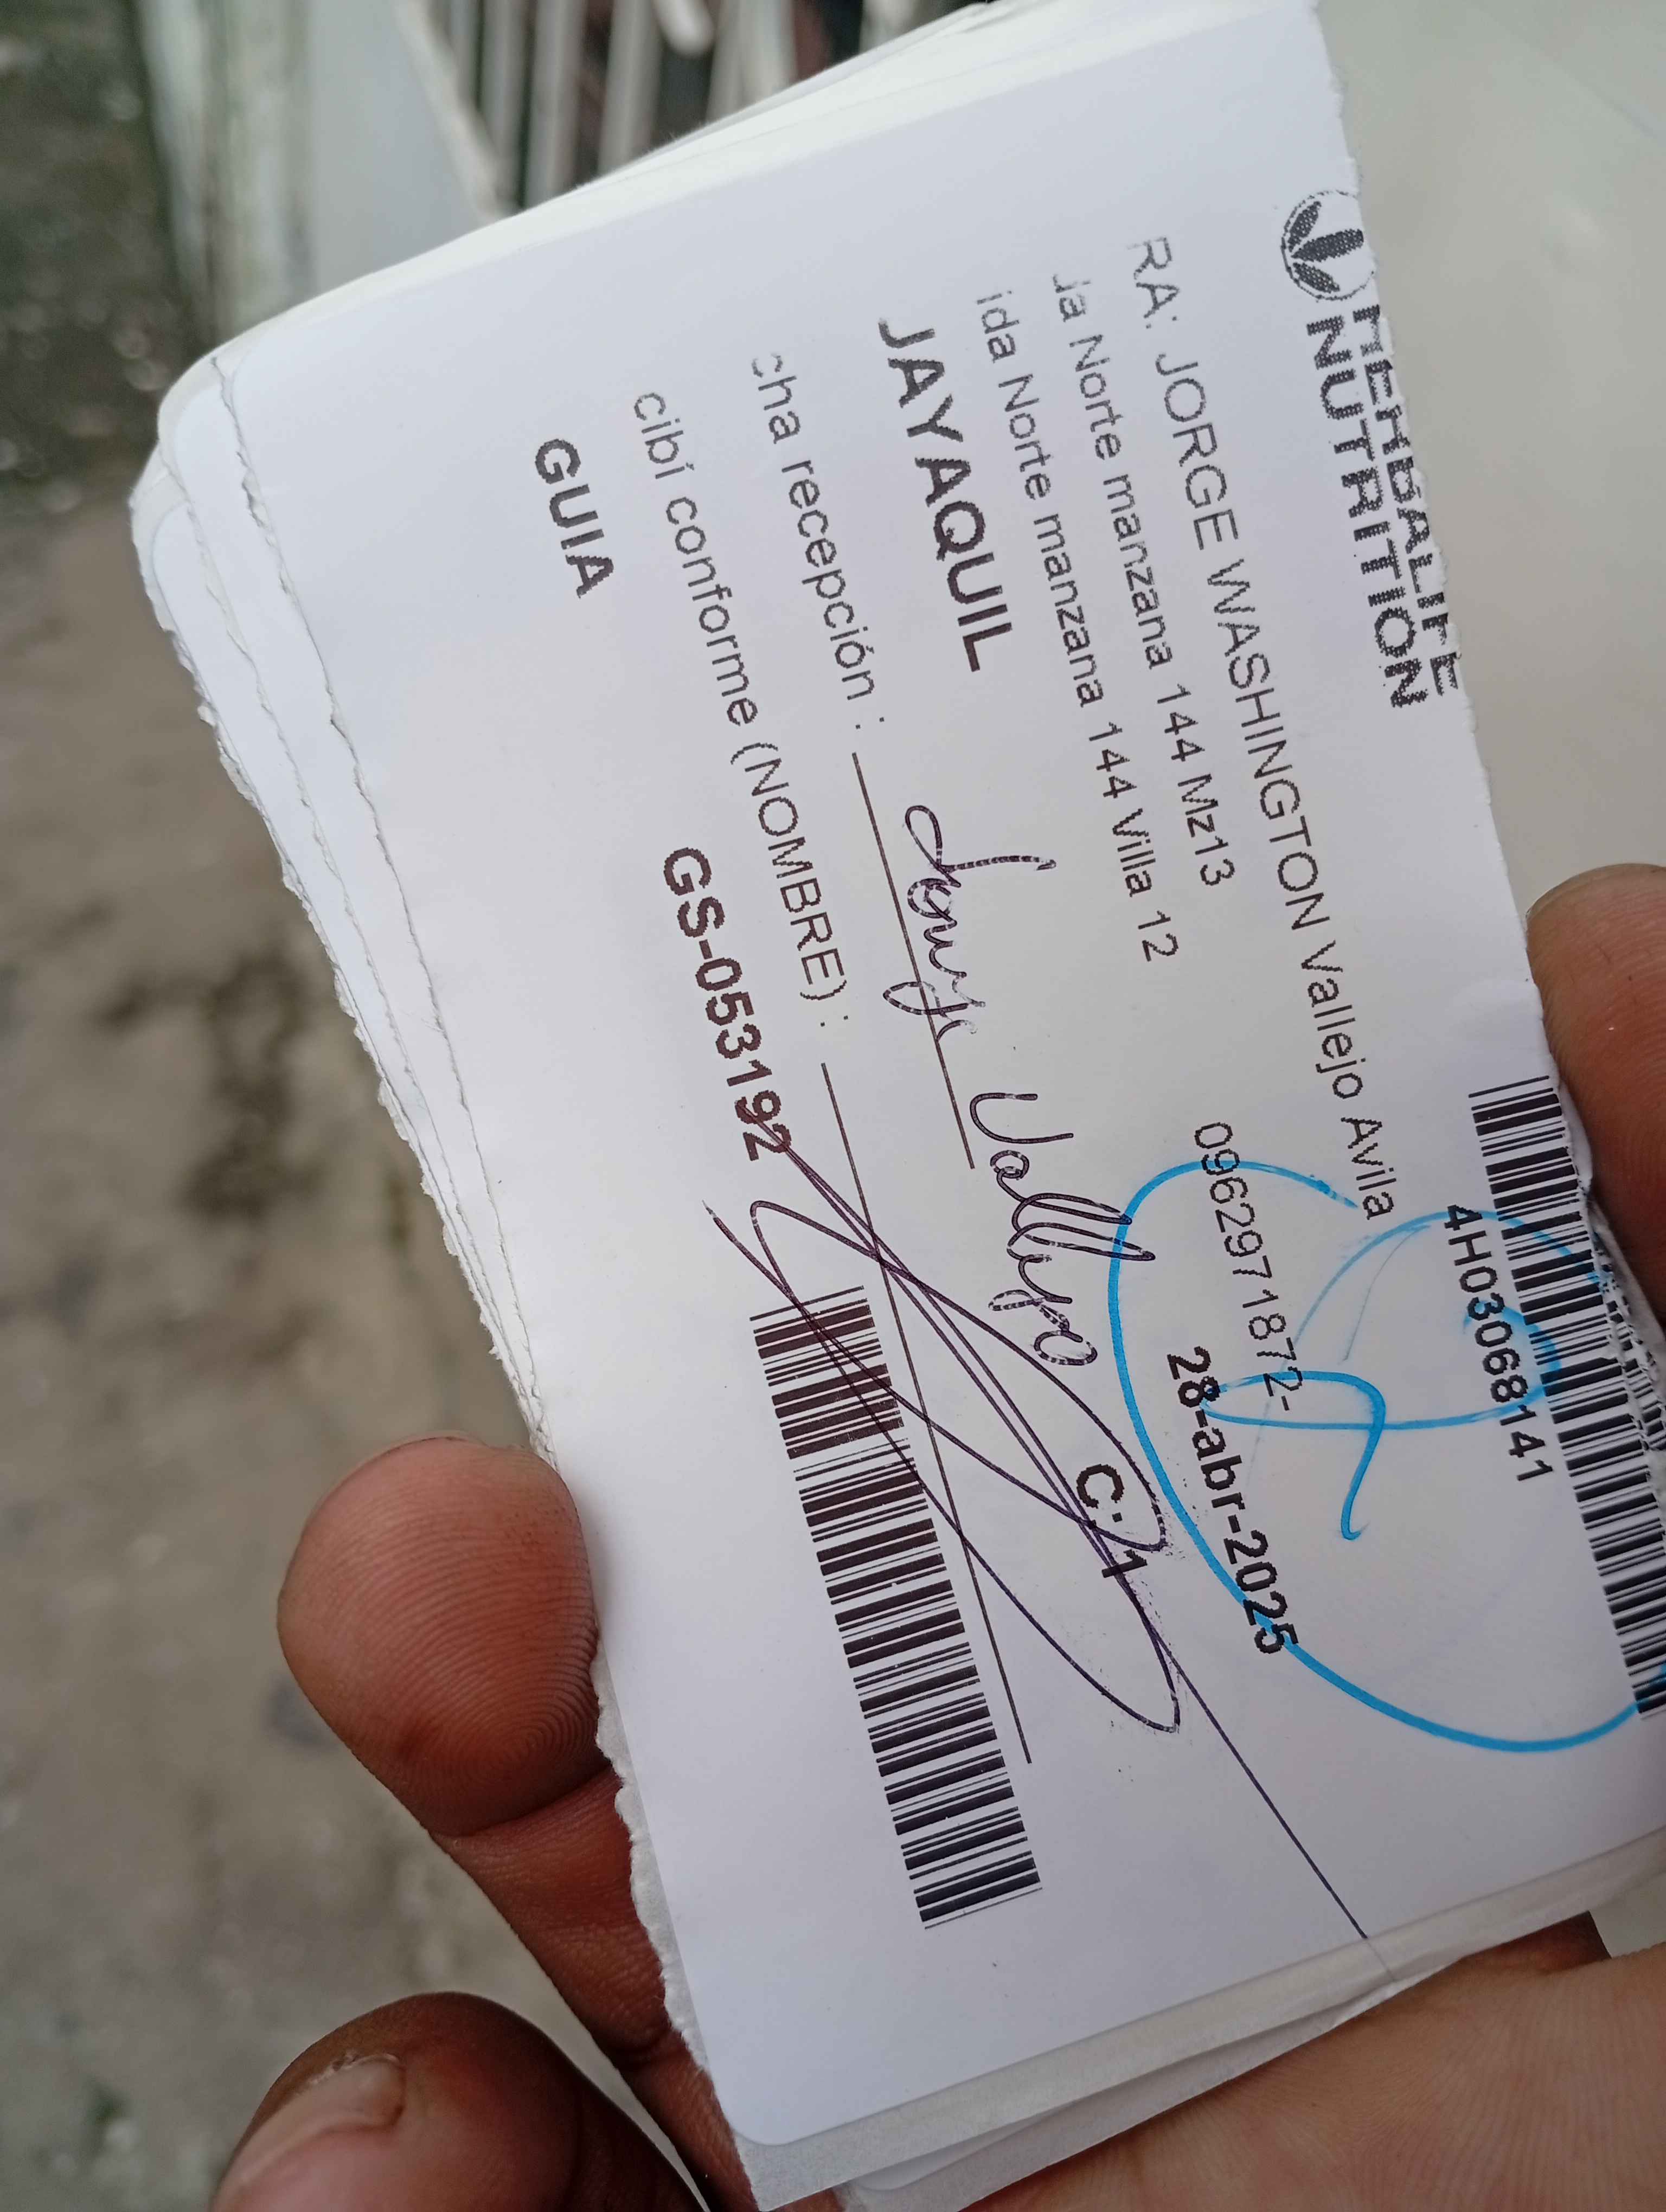 HERBALIFE
NUTRITION
4H03068141
RA: JORGE WASHINGTON Vallejo Avila
da Norte manzana 144 Mz13
ida Norte manzana 144 Villa 12
0962971872-
JAYAQUIL
28-abr-2025
cha recepción :
Jorge Vallejo
C. 1
cibí conforme (NOMBRE) :
GUIA
GS-053192